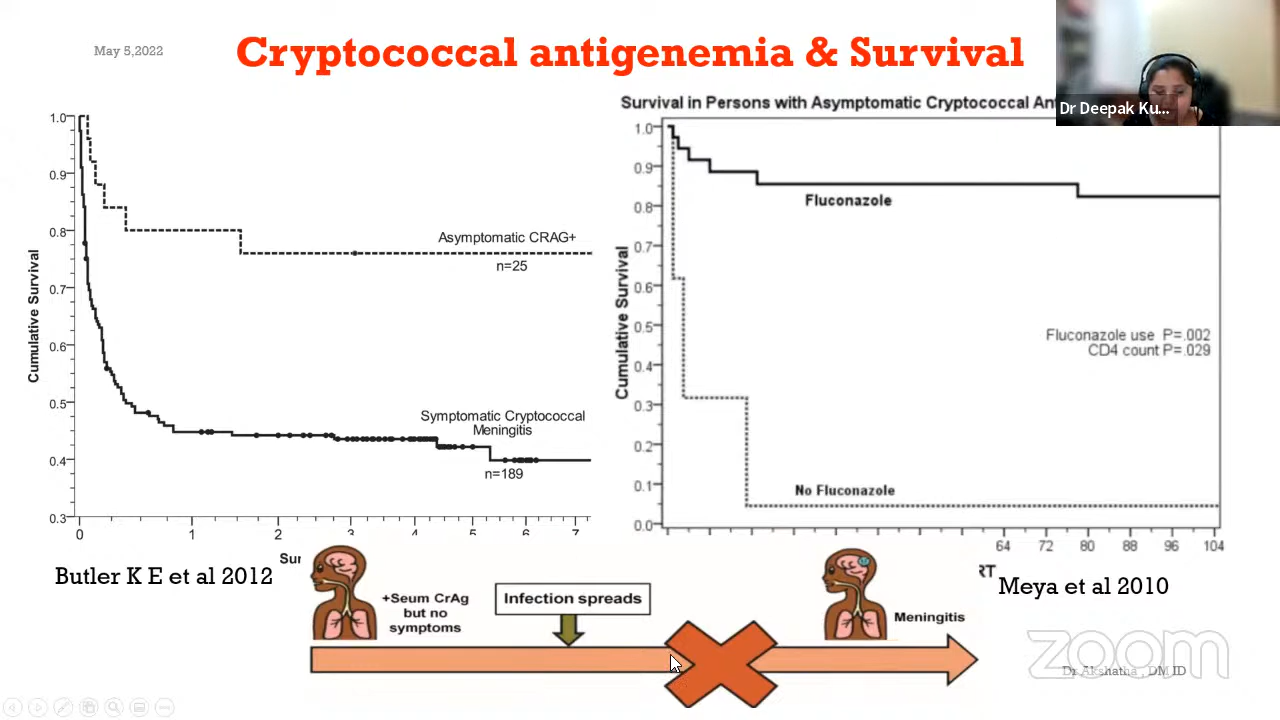 May 5,2022
Cryptococcal antigenemia & Survival
Dr Deepak Ku...
1.0
0.9
0.8
0.7
0.6
0.5
0.4
0.3
Cumulative Survival
Asymptomatic CRAG+
n=25
Symptomatic Cryptococcal
Meningitis
n=189
0 1 2 3 4 5 6 7
Survival in Persons with Asymptomatic Cryptococcal
1.0
0.9
0.8
0.7
0.6
0.5
0.4
0.3
0.2
0.1
0.0
Cumulative Survival
Fluconazole
Fluconazole use P=.002
CD4 count P=.029
No Fluconazole
64 72 80 88 96 104
Butler K E et al 2012
Meya et al 2010
+Seum CrAg
but no
symptoms
Infection spreads
Meningitis
zoom
Dr Akshatha , DM ID